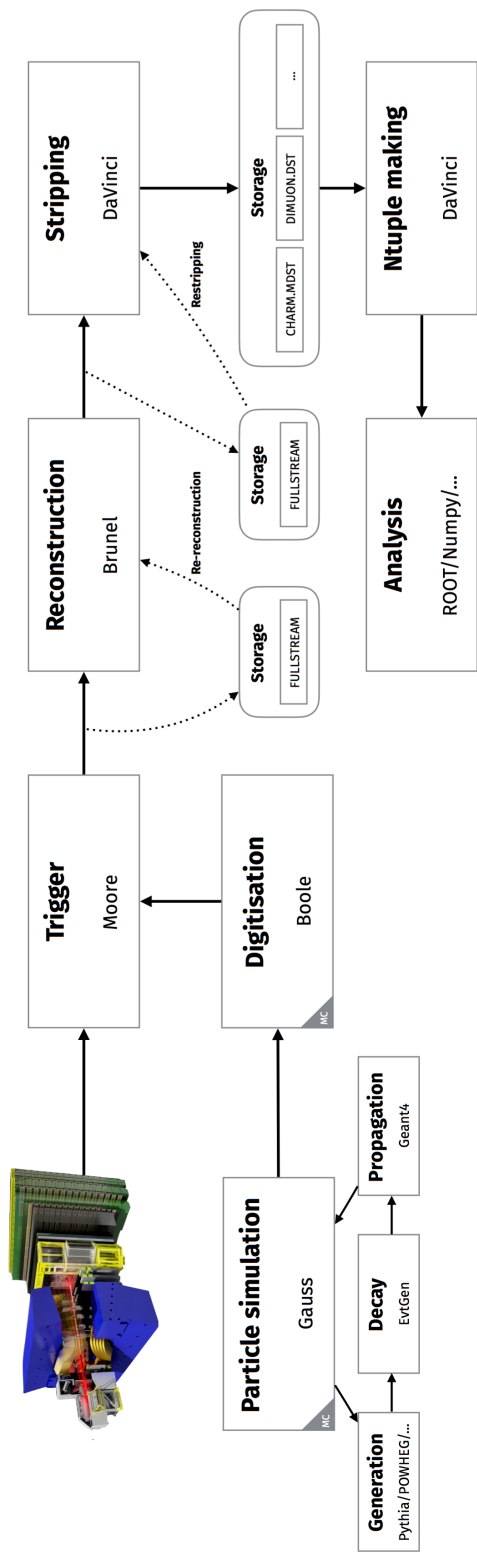 Trigger
Moore
Reconstruction
Brunel
Stripping
DaVinci
Particle simulation
Gauss
MC
Digitisation
Boole
MC
Generation
Pythia/POWHEG/...
Decay
EvtGen
Propagation
Geant4
Re-reconstruction
Restripping
Storage
FULLSTREAM
Storage
FULLSTREAM
Storage
CHARM.MDST
DIMUON.DST
...
Analysis
ROOT/Numpy/...
Ntuple making
DaVinci